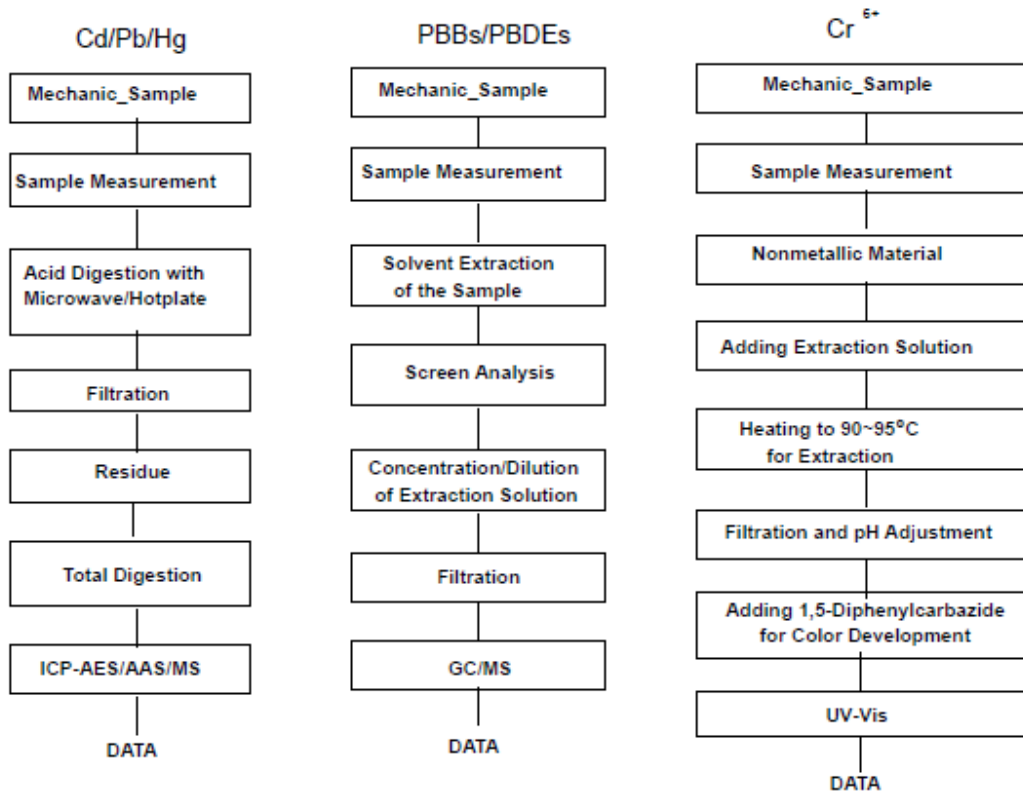 Cd/Pb/Hg
Mechanic_Sample
Sample Measurement
Acid Digestion with
Microwave/Hotplate
Filtration
Residue
Total Digestion
ICP-AES/AAS/MS
DATA
PBBs/PBDEs
Mechanic_Sample
Sample Measurement
Solvent Extraction
of the Sample
Screen Analysis
Concentration/Dilution
of Extraction Solution
Filtration
GC/MS
DATA
Cr 6+
Mechanic_Sample
Sample Measurement
Nonmetallic Material
Adding Extraction Solution
Heating to 90~95°C
for Extraction
Filtration and pH Adjustment
Adding 1,5-Diphenylcarbazide
for Color Development
UV-Vis
DATA